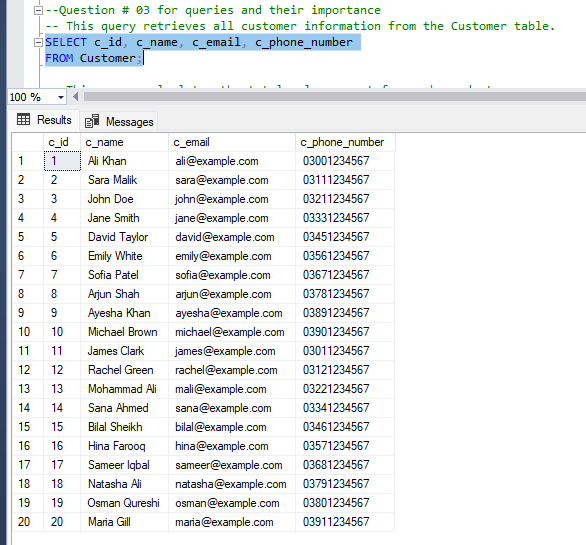 --Question # 03 for queries and their importance
-- This query retrieves all customer information from the Customer table.
SELECT c_id, c_name, c_email, c_phone_number
FROM Customer;
100 %
Results Messages
c_id c_name c_email c_phone_number
1 1 Ali Khan ali@example.com 03001234567
2 2 Sara Malik sara@example.com 03111234567
3 3 John Doe john@example.com 03211234567
4 4 Jane Smith jane@example.com 03331234567
5 5 David Taylor david@example.com 03451234567
6 6 Emily White emily@example.com 03561234567
7 7 Sofia Patel sofia@example.com 03671234567
8 8 Arjun Shah arjun@example.com 03781234567
9 9 Ayesha Khan ayesha@example.com 03891234567
10 10 Michael Brown michael@example.com 03901234567
11 11 James Clark james@example.com 03011234567
12 12 Rachel Green rachel@example.com 03121234567
13 13 Mohammad Ali mali@example.com 03221234567
14 14 Sana Ahmed sana@example.com 03341234567
15 15 Bilal Sheikh bilal@example.com 03461234567
16 16 Hina Farooq hina@example.com 03571234567
17 17 Sameer Iqbal sameer@example.com 03681234567
18 18 Natasha Ali natasha@example.com 03791234567
19 19 Osman Qureshi osman@example.com 03801234567
20 20 Maria Gill maria@example.com 03911234567